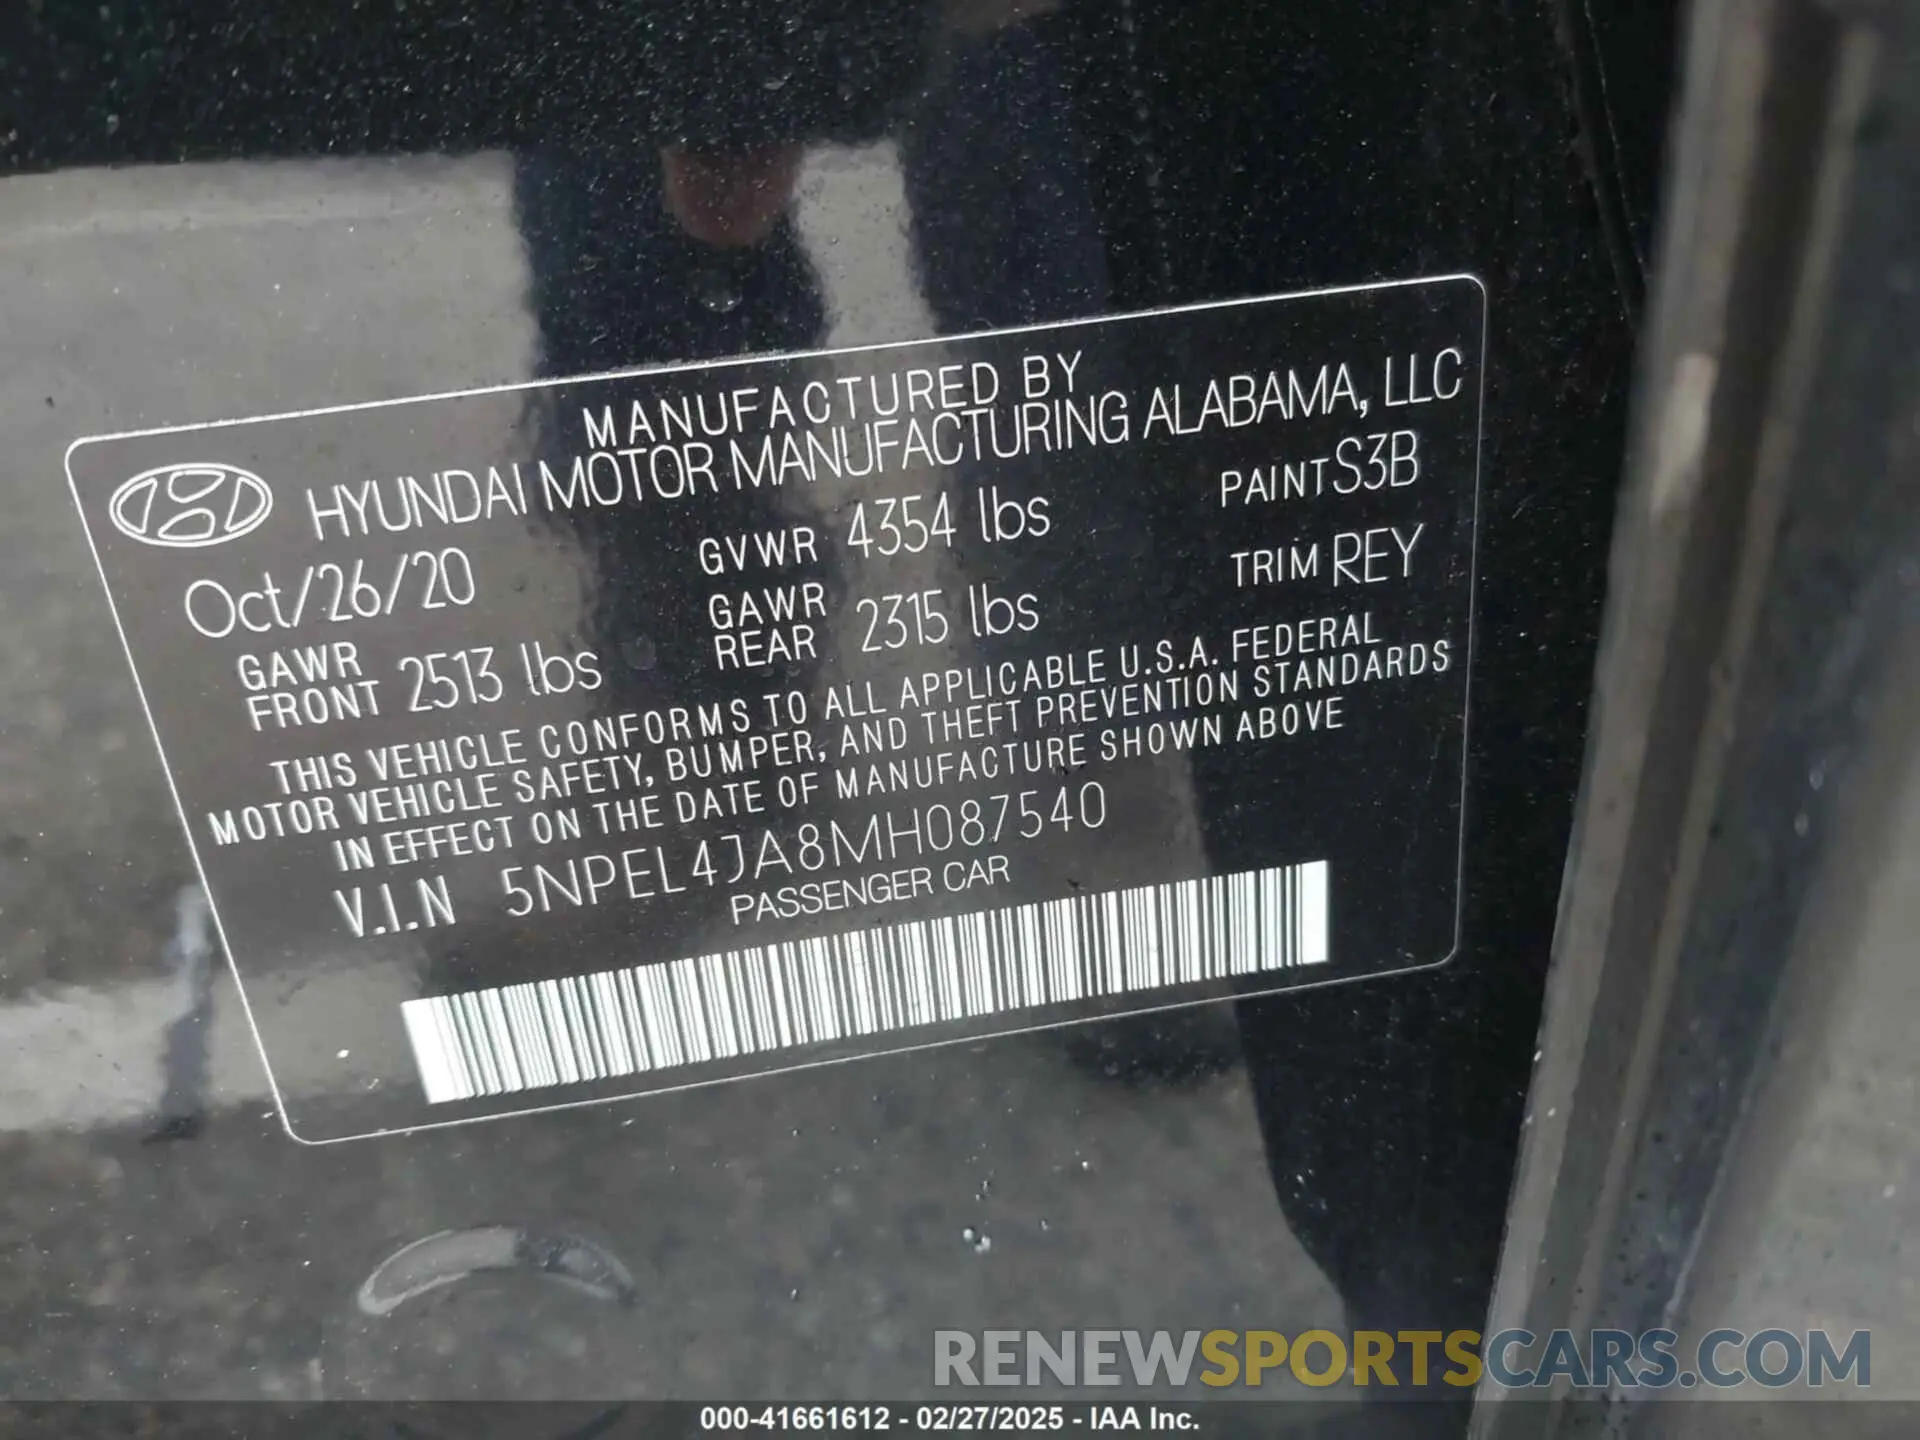 MANUFACTURED BY
HYUNDAI MOTOR MANUFACTURING ALABAMA, LLC
Oct/26/20 GVWR 4354 lbs PAINT S3B
GAWR FRONT 2513 lbs GAWR REAR 2315 lbs TRIM REY
THIS VEHICLE CONFORMS TO ALL APPLICABLE U.S.A. FEDERAL
MOTOR VEHICLE SAFETY, BUMPER, AND THEFT PREVENTION STANDARDS
IN EFFECT ON THE DATE OF MANUFACTURE SHOWN ABOVE
V.I.N 5NPEL4JA8MH087540
PASSENGER CAR
RENEWSPORTSCARS.COM
000-41661612 - 02/27/2025 - IAA Inc.